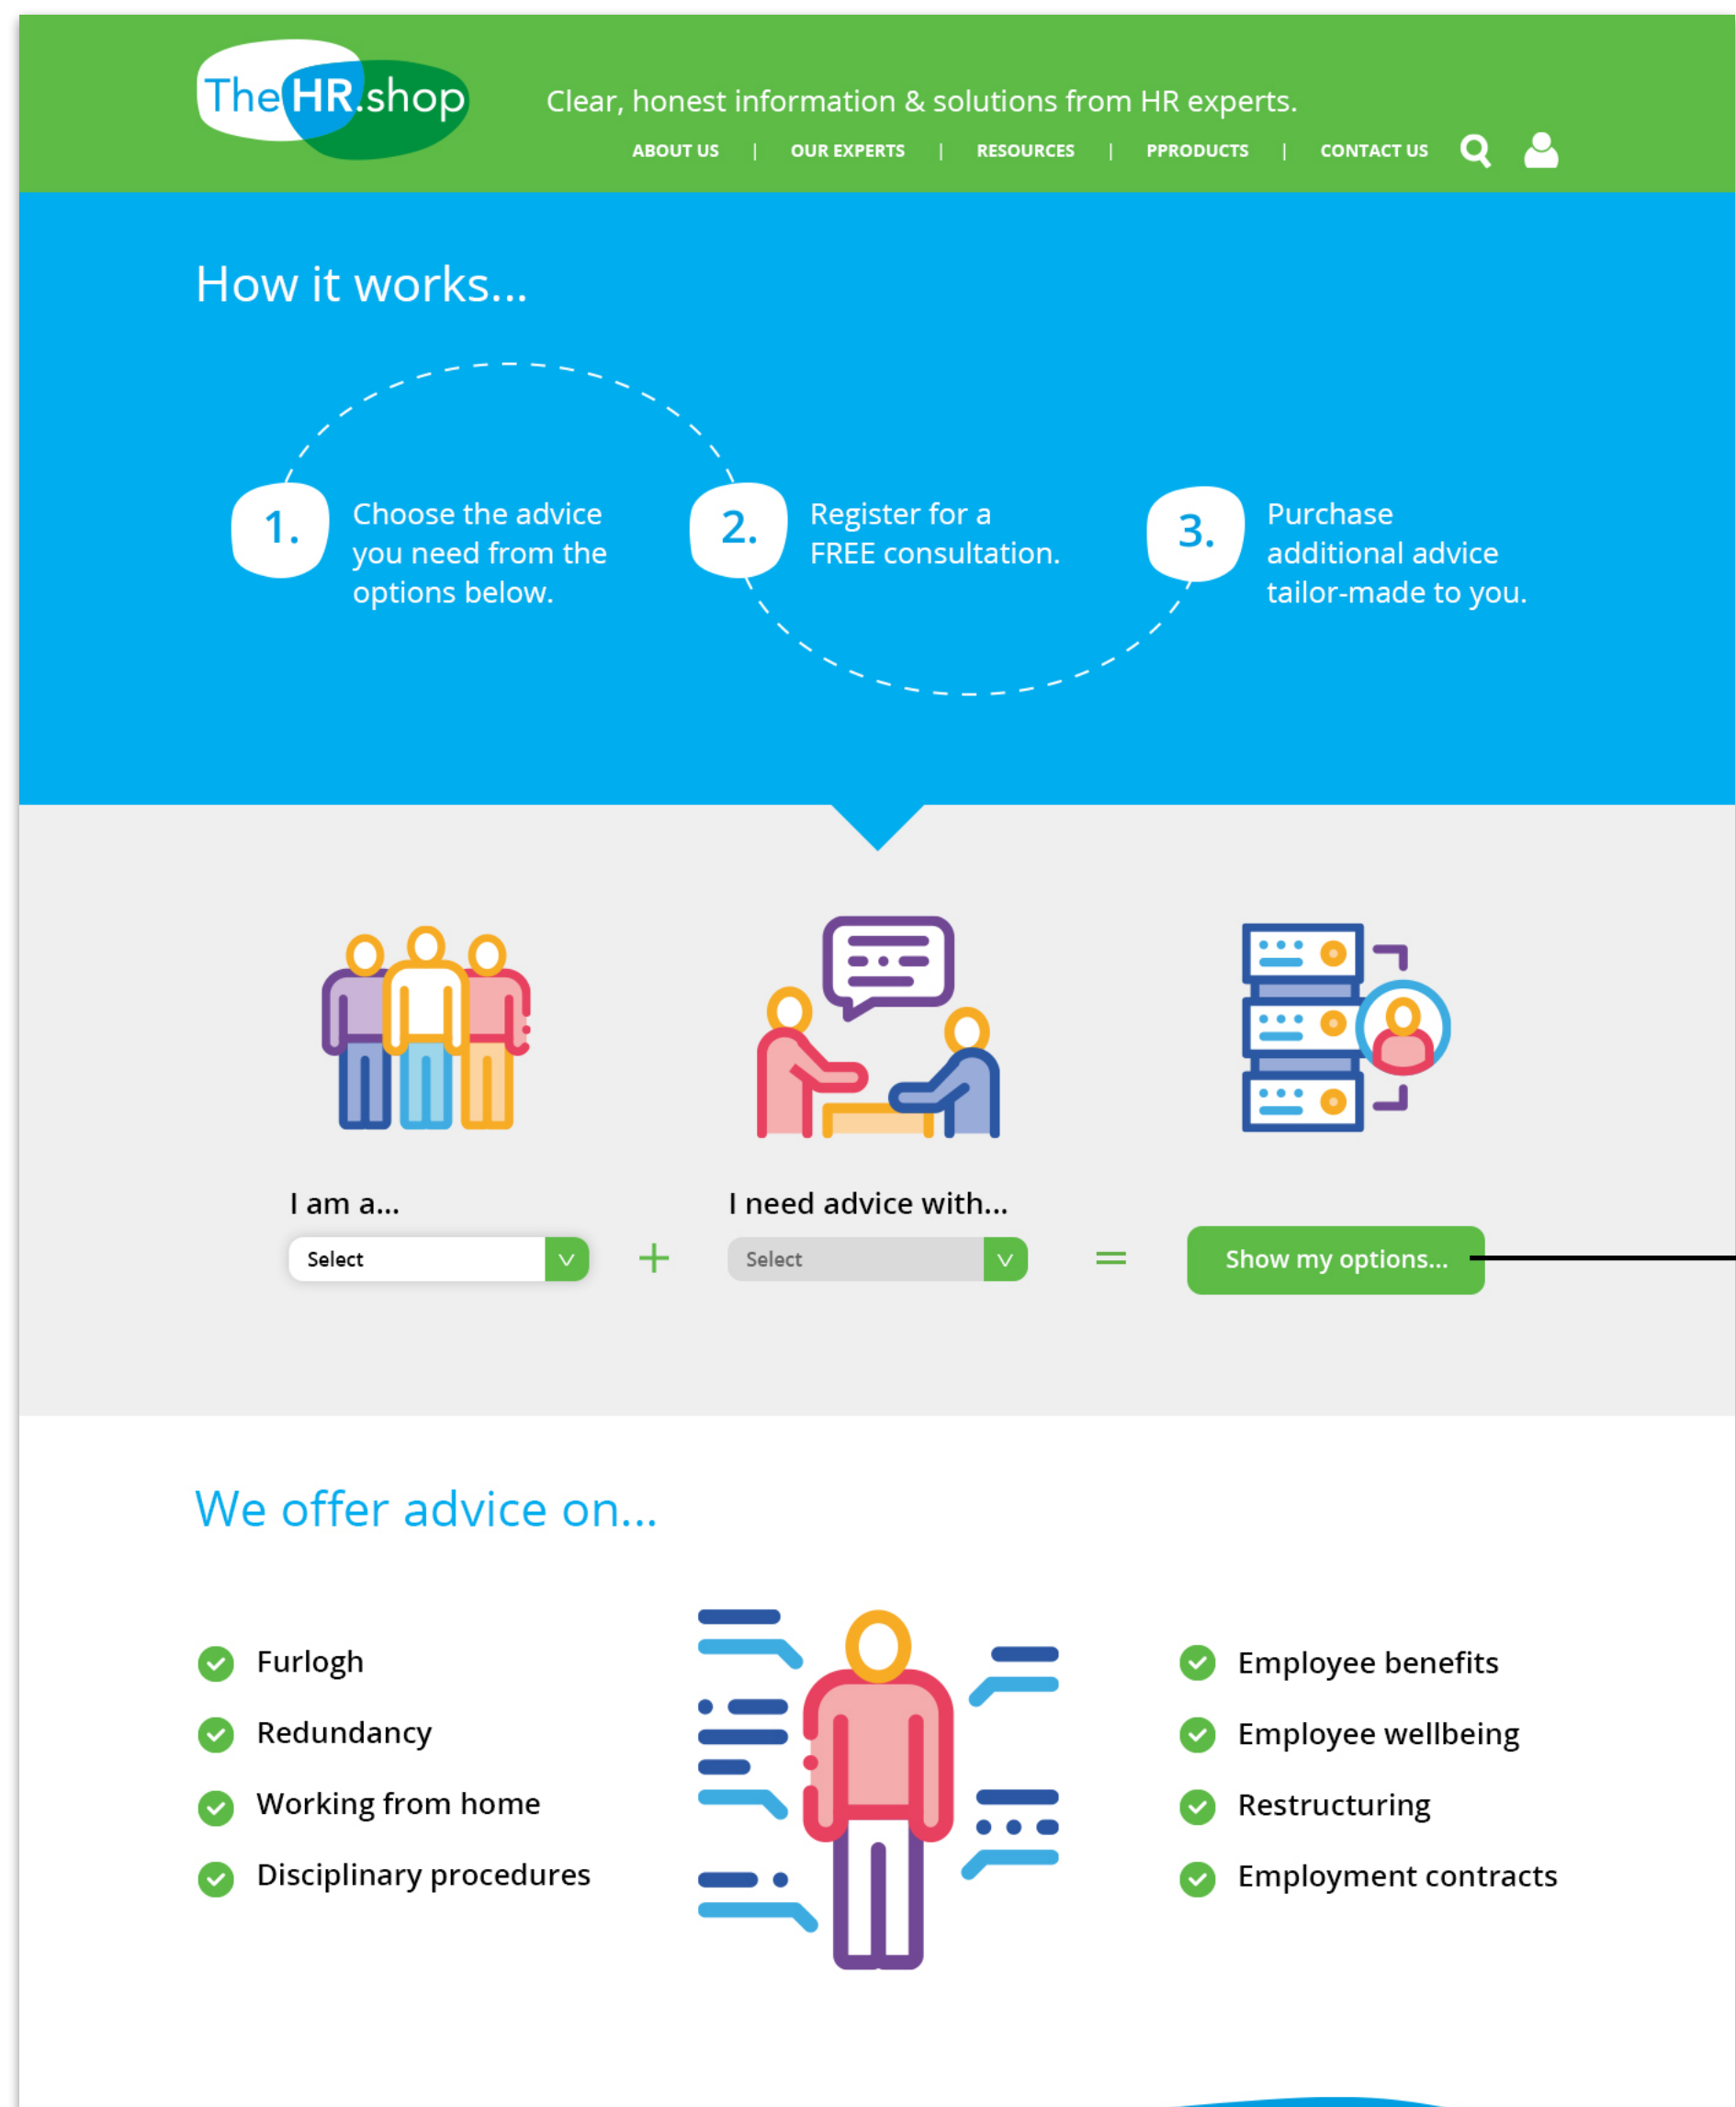 TheHR.shop
Clear, honest information & solutions from HR experts.
ABOUT US | OUR EXPERTS | RESOURCES | PPRODUCTS | CONTACT US
How it works...
1.
Choose the advice
you need from the
options below.
2.
Register for a
FREE consultation.
3.
Purchase
additional advice
tailor-made to you.
I am a...
Select
+
I need advice with...
Select
=
Show my options...
We offer advice on...
Furlogh
Redundancy
Working from home
Disciplinary procedures
Employee benefits
Employee wellbeing
Restructuring
Employment contracts